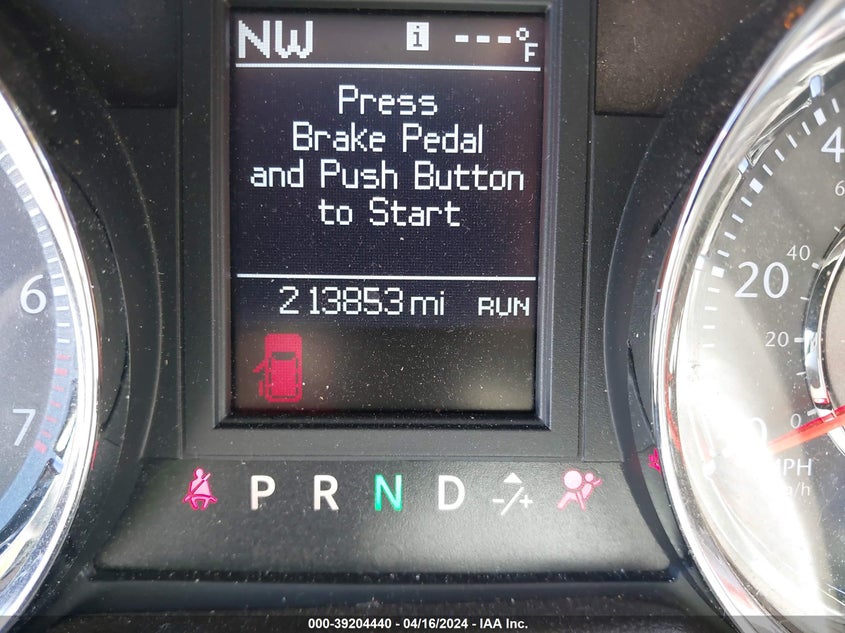 NW i ---°F
Press
Brake Pedal
and Push Button
to Start
213853 mi RUN
6
7
40
20
20
0
MPH
P R N D -/+
000-39204440 - 04/16/2024 - IAA Inc.